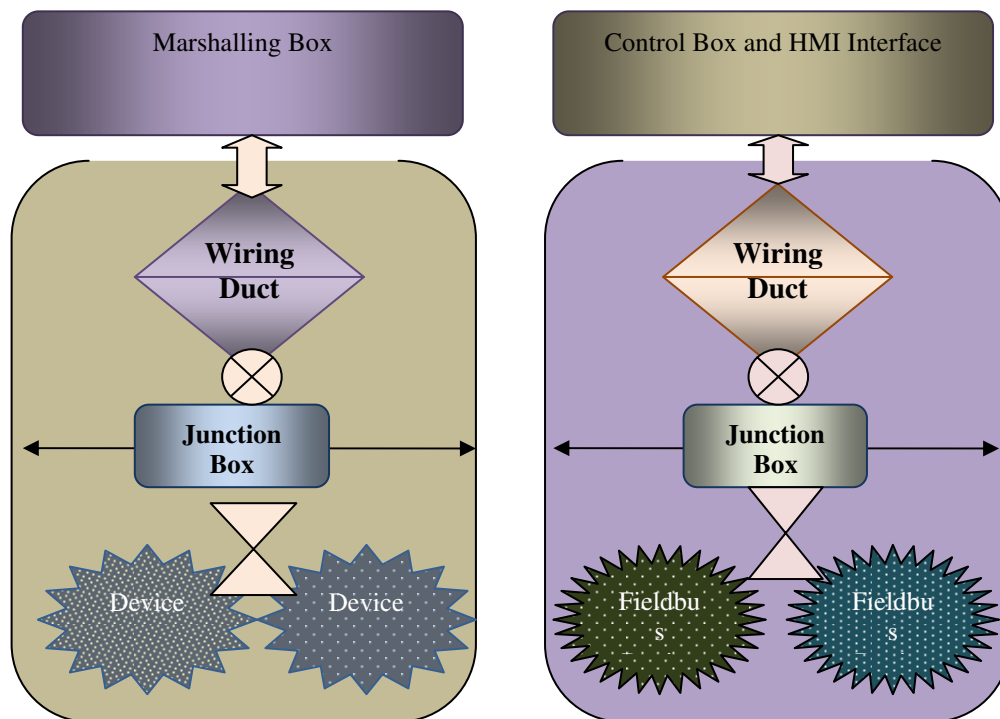 Marshalling Box
Wiring
Duct
Junction
Box
Device
Device
Control Box and HMI Interface
Wiring
Duct
Junction
Box
Fieldbu
s
Fieldbu
s